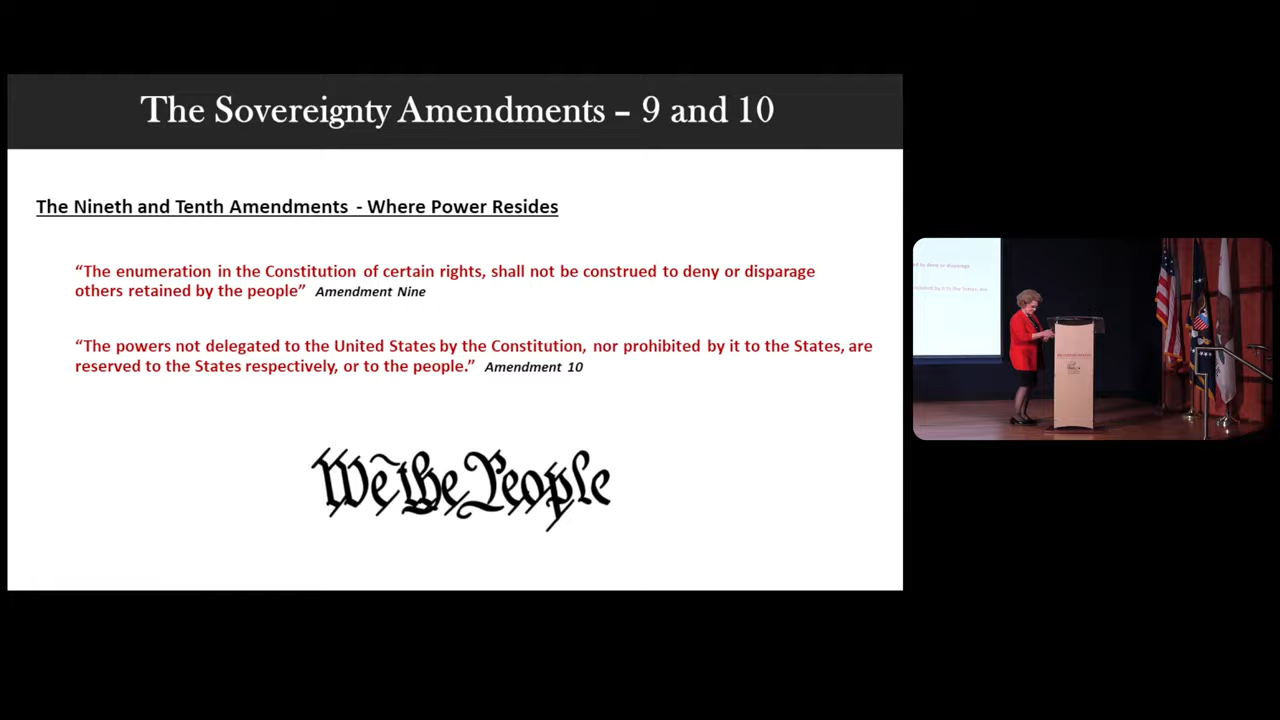 The Sovereignty Amendments – 9 and 10
The Nineth and Tenth Amendments - Where Power Resides
“The enumeration in the Constitution of certain rights, shall not be construed to deny or disparage
others retained by the people” Amendment Nine
“The powers not delegated to the United States by the Constitution, nor prohibited by it to the States, are
reserved to the States respectively, or to the people.” Amendment 10
We the People